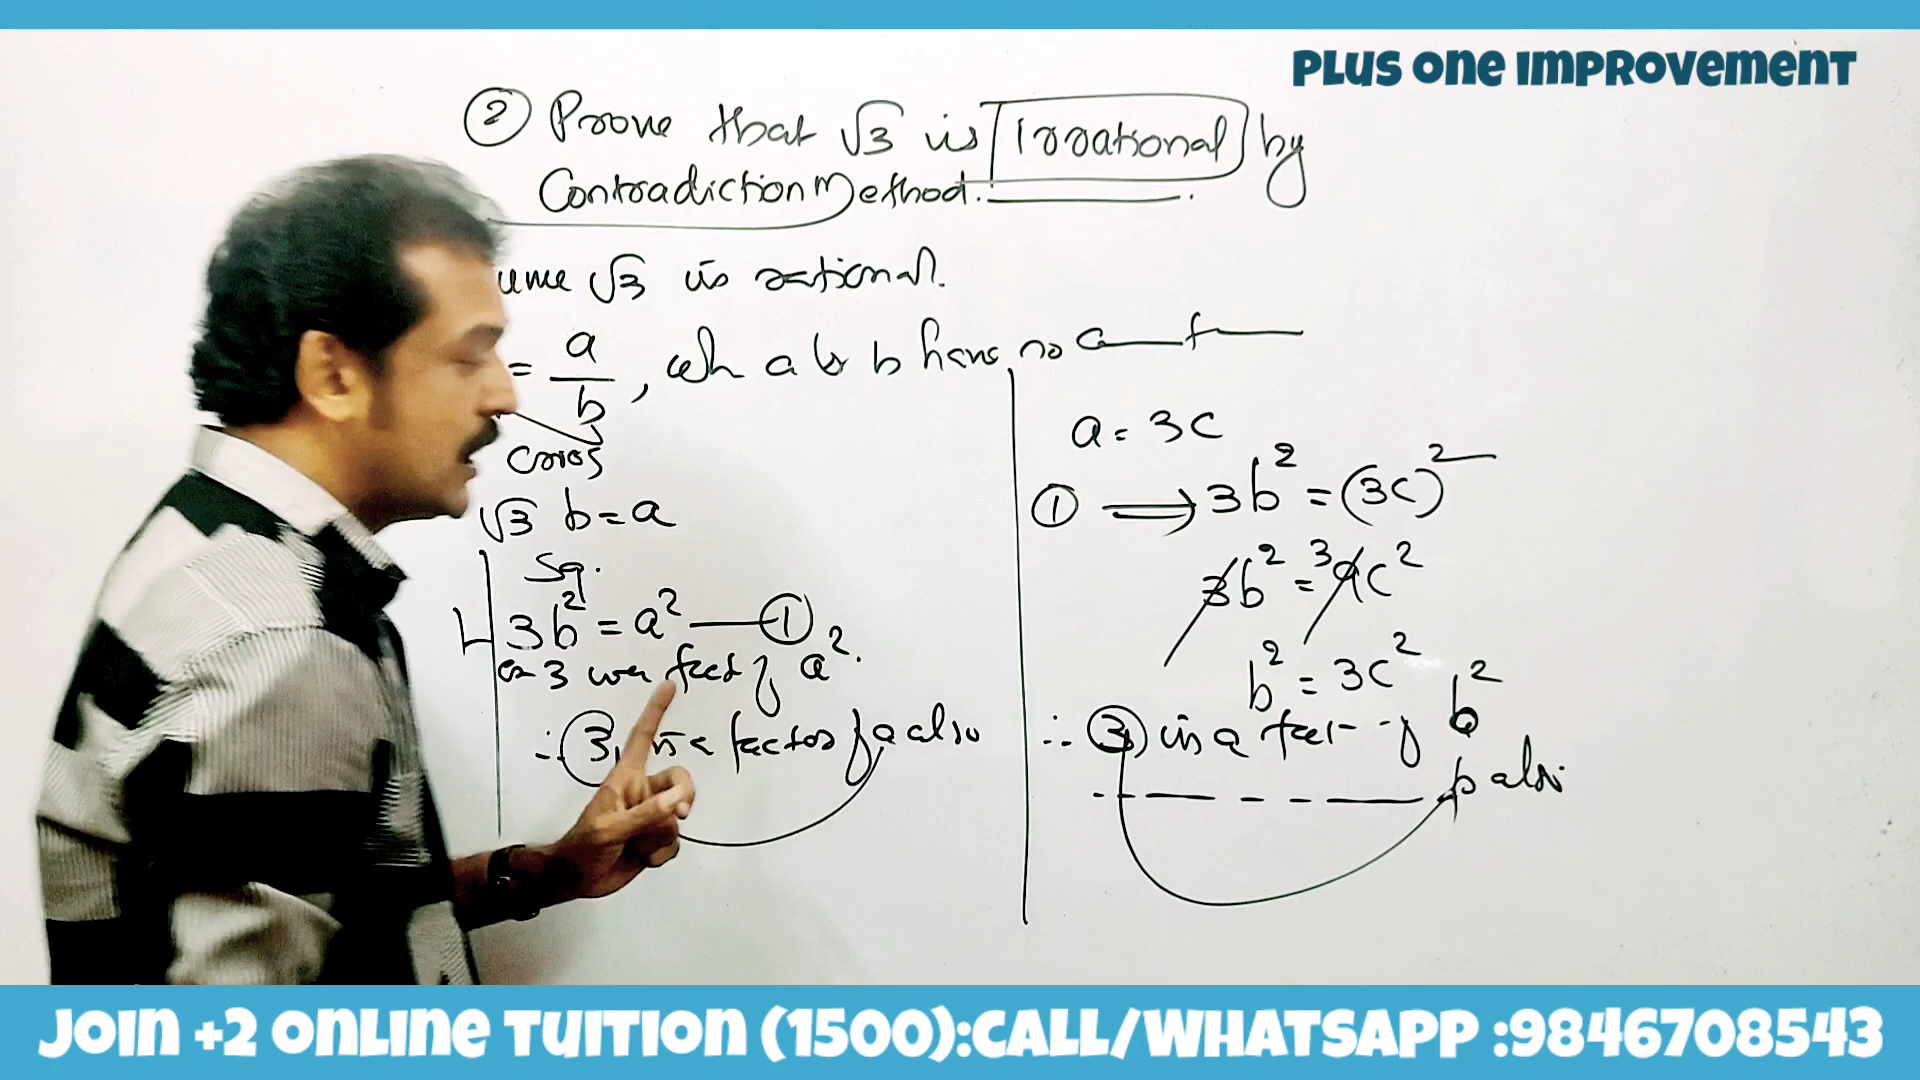 PLUS ONE IMPROVEMENT
② Prove that √3 is Irrational by
Contradiction Method.
ume √3 is rational.
= a/b, wh a & b have no c f
cross
√3 b = a
Sq.
3b² = a² — ①
3 fact of a².
∴ 3 is a factor of a also
a = 3c
① ⟹ 3b² = (3c)²
3b² = ³9c²
b² = 3c²
∴ 3 is a fact of b²
b also
JOIN +2 ONLINE TUITION (1500):CALL/WHATSAPP :9846708543